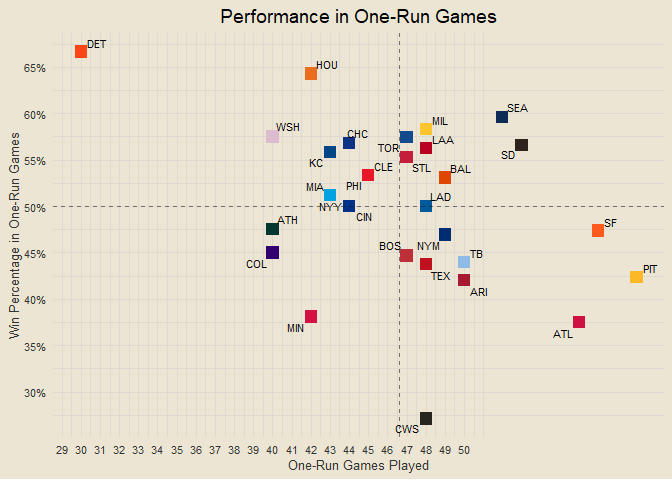 Performance in One-Run Games
DET
HOU
65%
60%
SEA
MIL
WSH
CHC
LAA
TOR
SD
55%
KC
CLE
STL
BAL
MIA
PHI
LAD
50%
NYY
CIN
ATH
SF
45%
BOS
NYM
TB
COL
PIT
TEX
40%
ARI
MIN
ATL
35%
30%
CWS
Win Percentage in One-Run Games
29 30 31 32 33 34 35 36 37 38 39 40 41 42 43 44 45 46 47 48 49 50
One-Run Games Played